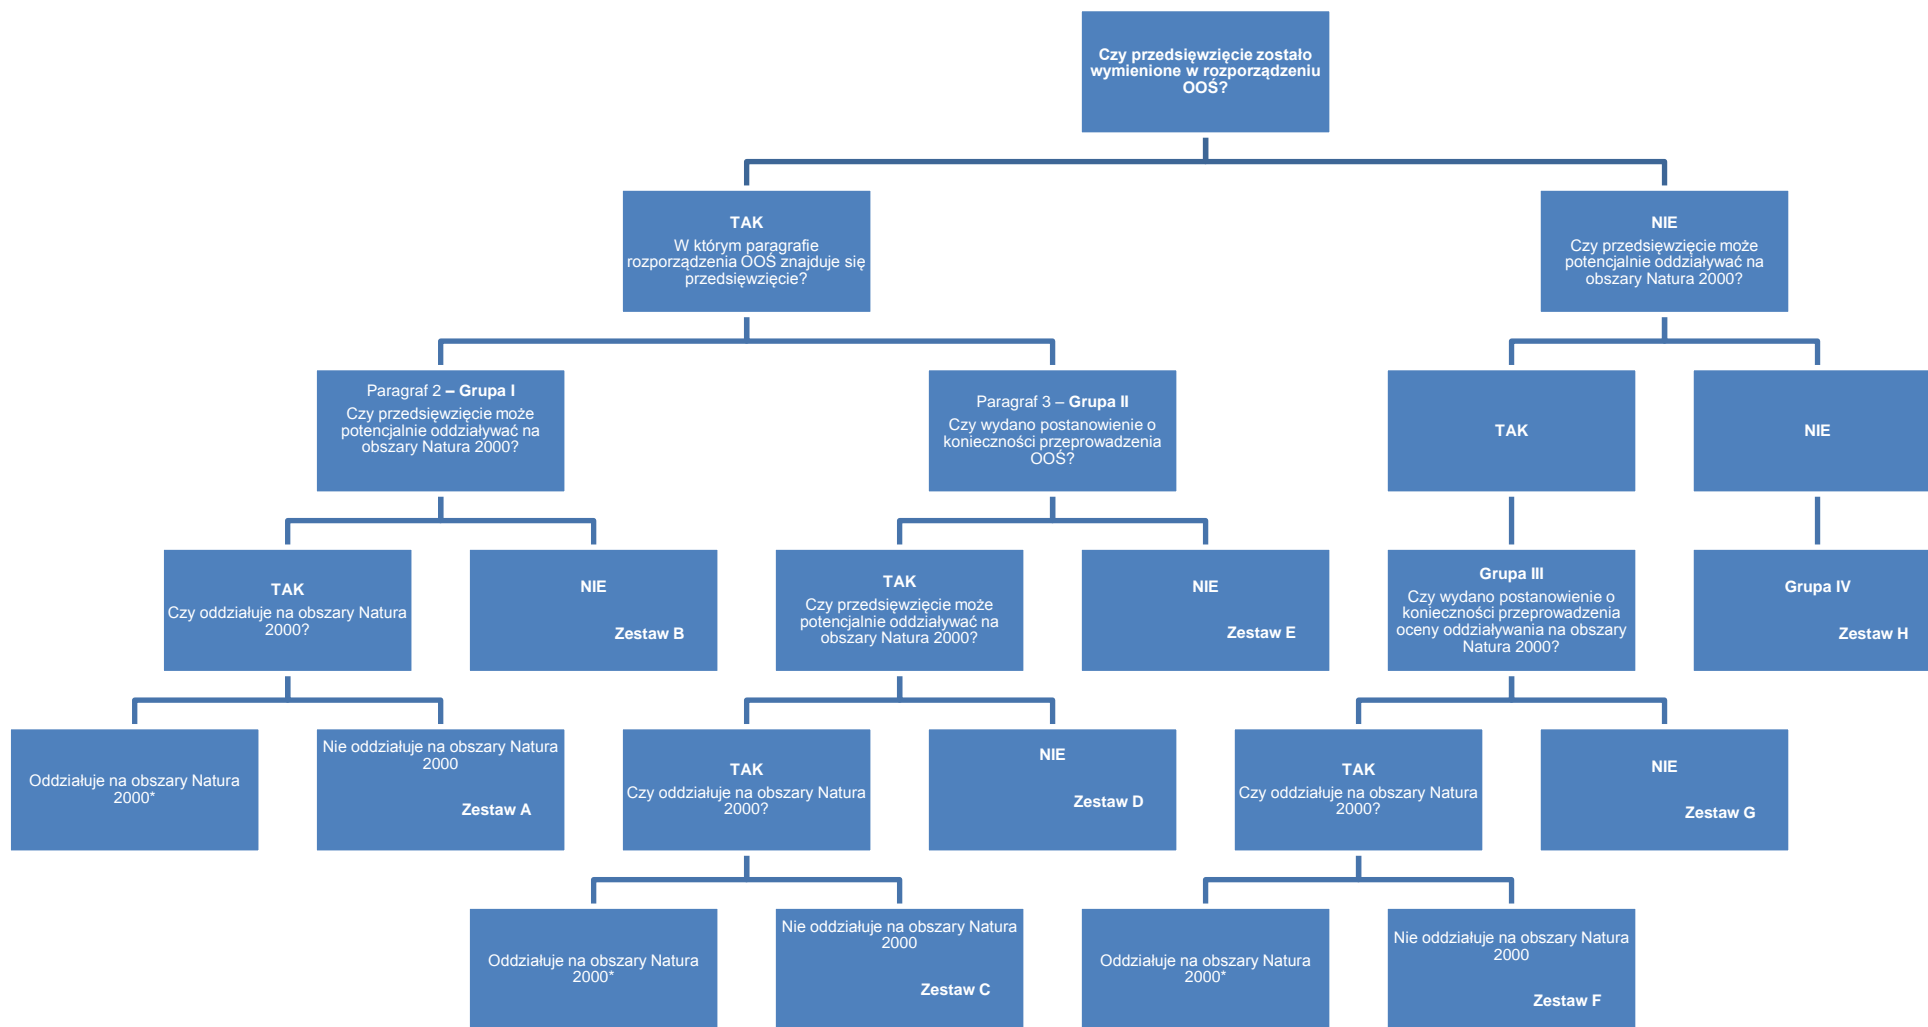 Czy przedsięwzięcie zostało
wymienione w rozporządzeniu
OOŚ?
TAK
W którym paragrafie
rozporządzenia OOŚ znajduje się
przedsięwzięcie?
NIE
Czy przedsięwzięcie może
potencjalnie oddziaływać na
obszary Natura 2000?
Paragraf 2 – Grupa I
Czy przedsięwzięcie może
potencjalnie oddziaływać na
obszary Natura 2000?
Paragraf 3 – Grupa II
Czy wydano postanowienie o
konieczności przeprowadzenia
OOŚ?
TAK
NIE
TAK
Czy oddziałuje na obszary Natura
2000?
NIE
Zestaw B
TAK
Czy przedsięwzięcie może
potencjalnie oddziaływać na
obszary Natura 2000?
NIE
Zestaw E
Grupa III
Czy wydano postanowienie o
konieczności przeprowadzenia
oceny oddziaływania na obszary
Natura 2000?
Grupa IV
Zestaw H
Oddziałuje na obszary Natura
2000*
Nie oddziałuje na obszary Natura
2000
Zestaw A
TAK
Czy oddziałuje na obszary Natura
2000?
NIE
Zestaw D
TAK
Czy oddziałuje na obszary Natura
2000?
NIE
Zestaw G
Oddziałuje na obszary Natura
2000*
Nie oddziałuje na obszary Natura
2000
Zestaw C
Oddziałuje na obszary Natura
2000*
Nie oddziałuje na obszary Natura
2000
Zestaw F